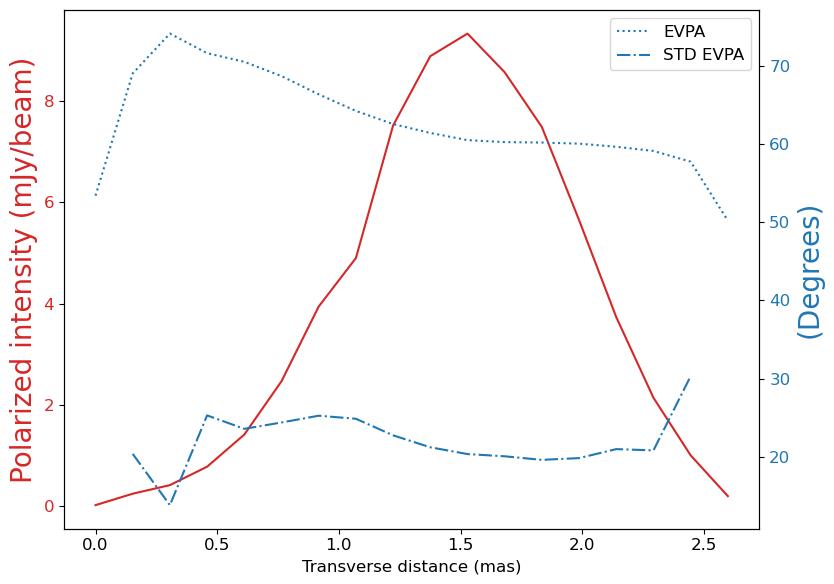 EVPA
STD EVPA
Polarized intensity (mJy/beam)
8
6
4
2
0
70
60
50
40
30
20
(Degrees)
0.0 0.5 1.0 1.5 2.0 2.5
Transverse distance (mas)